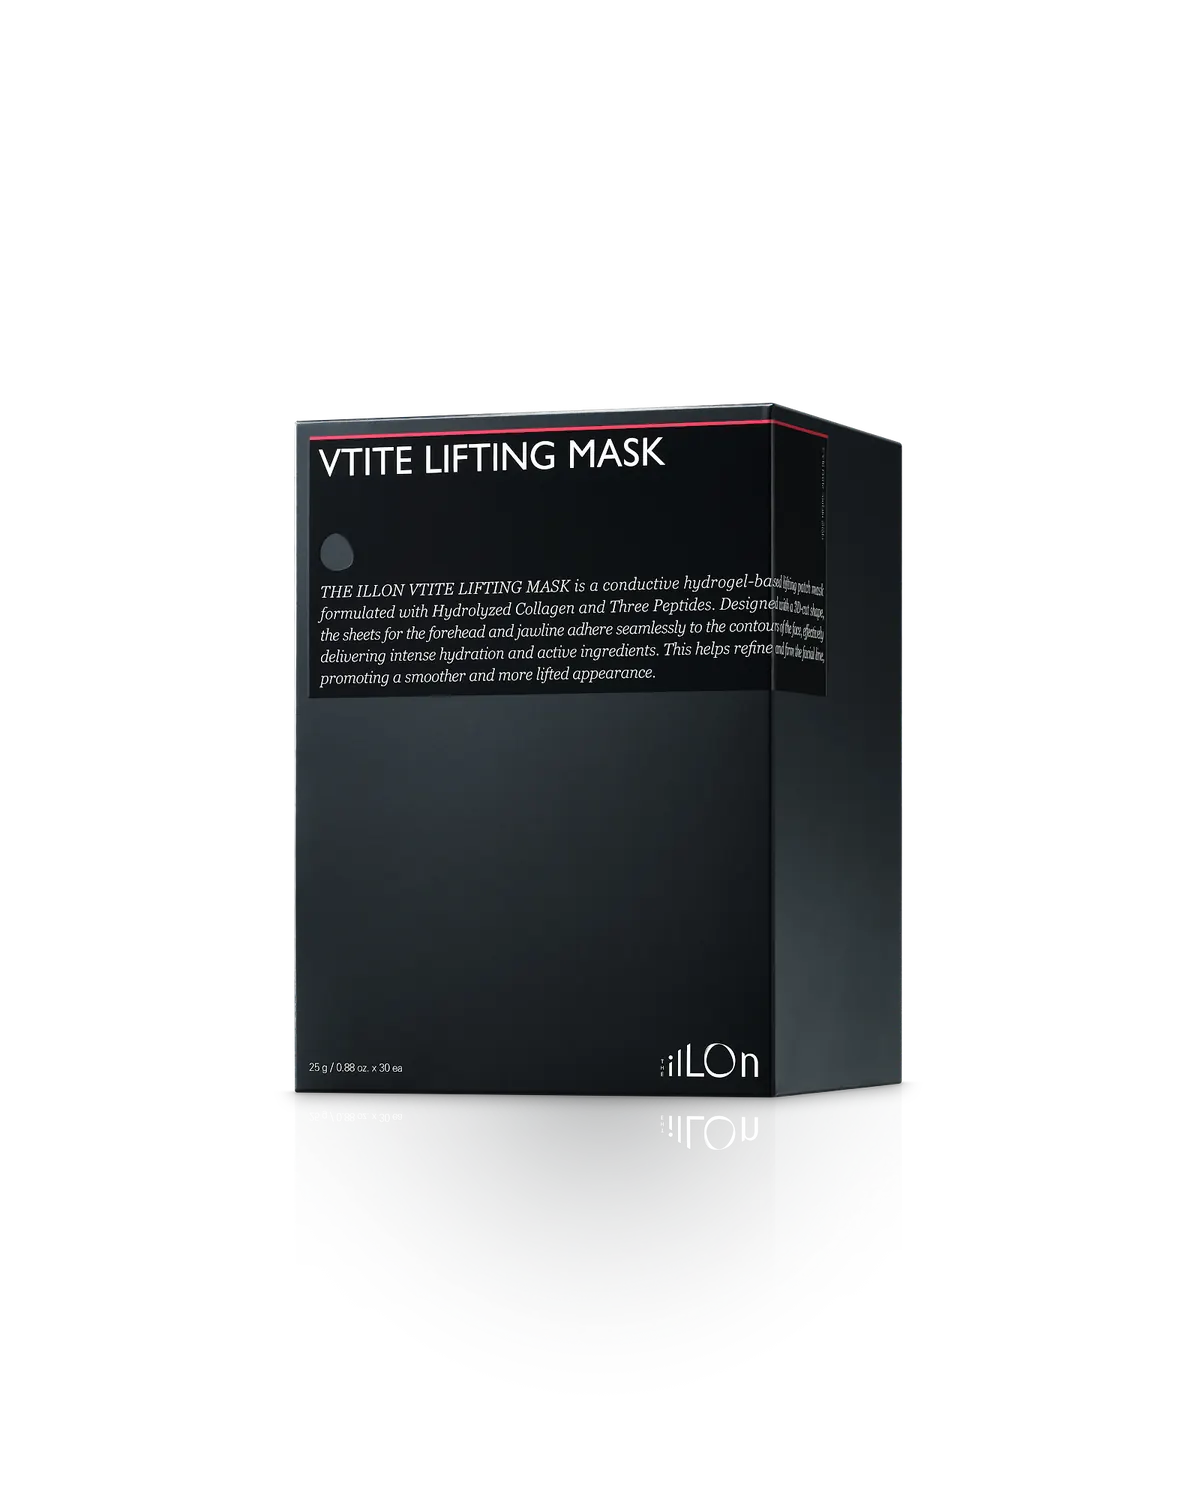 VTITE LIFTING MASK
THE ILLON VTITE LIFTING MASK is a conductive hydrogel-based lifting patch mask
formulated with Hydrolyzed Collagen and Three Peptides. Designed with a 3D-cut shape,
the sheets for the forehead and jawline adhere seamlessly to the contours of the face, effectively
delivering intense hydration and active ingredients. This helps refine and firm the facial line,
promoting a smoother and more lifted appearance.
25 g / 0.88 oz. x 30 ea
THE illOn